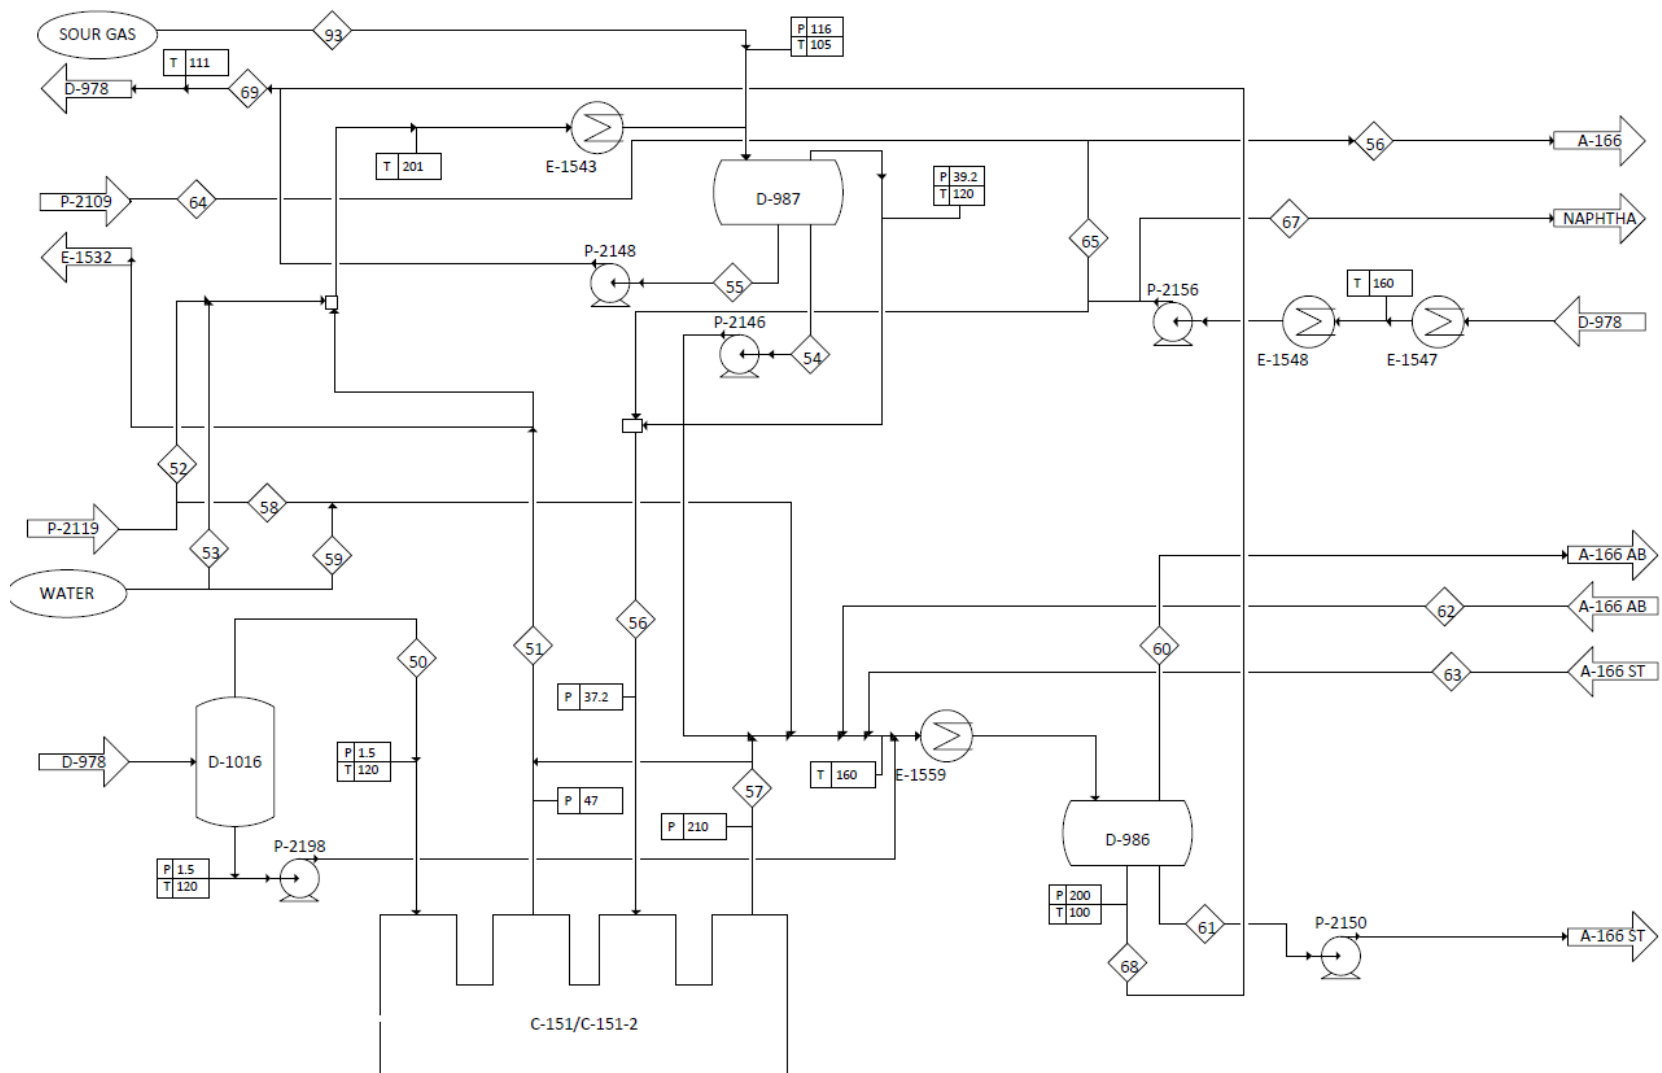 SOUR GAS
93
P 116
T 105
T 111
D-978
69
T 201
E-1543
56
A-166
P-2109
64
D-987
P 39.2
T 120
67
NAPHTHA
E-1532
P-2148
55
65
P-2156
T 160
D-978
P-2146
54
E-1548
E-1547
52
58
P-2119
53
59
WATER
A-166 AB
62
A-166 AB
56
51
50
60
63
A-166 ST
P 37.2
D-978
D-1016
P 1.5
T 120
T 160
E-1559
P 47
57
P 210
D-986
P-2198
P 1.5
T 120
P 200
T 100
61
P-2150
A-166 ST
68
C-151/C-151-2